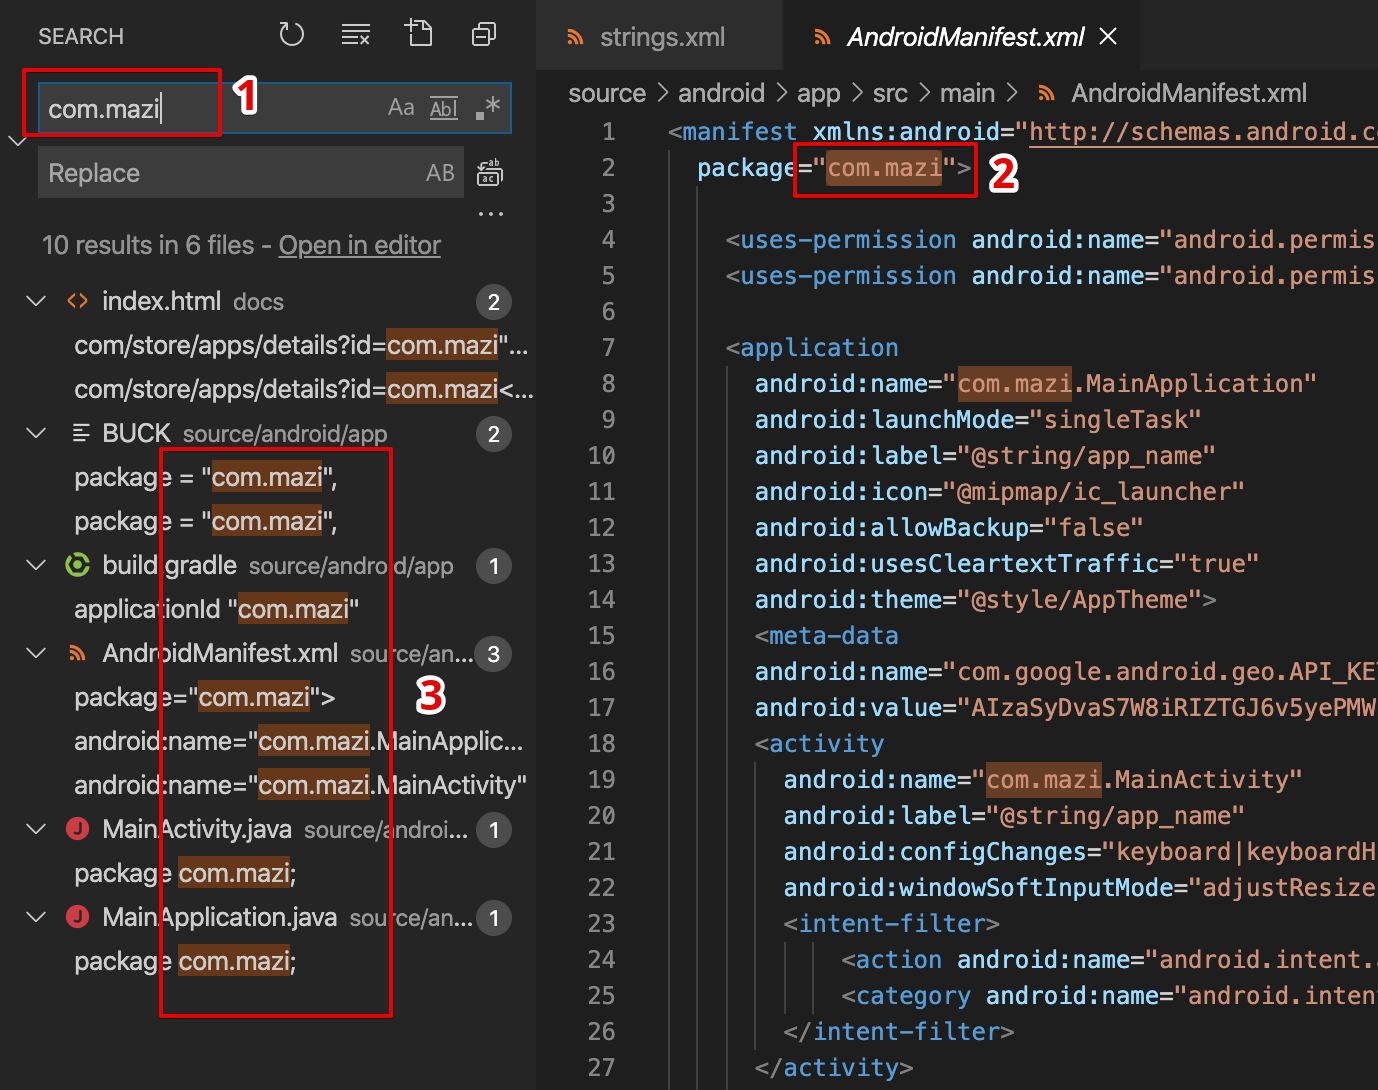 SEARCH
com.mazi
1
Aa Abl .*
Replace
AB
ab
ac
...
10 results in 6 files - Open in editor
index.html docs 2
com/store/apps/details?id=com.mazi"...
com/store/apps/details?id=com.mazi<...
BUCK source/android/app 2
package = "com.mazi",
package = "com.mazi",
build.gradle source/android/app 1
applicationId "com.mazi"
AndroidManifest.xml source/an... 3
package="com.mazi">
3
android:name="com.mazi.MainApplic...
android:name="com.mazi.MainActivity"
J MainActivity.java source/androi... 1
package com.mazi;
J MainApplication.java source/an... 1
package com.mazi;
strings.xml
AndroidManifest.xml
source > android > app > src > main > AndroidManifest.xml
1 <manifest xmlns:android="http://schemas.android.c
2 package="com.mazi">
2
3
4 <uses-permission android:name="android.permis
5 <uses-permission android:name="android.permis
6
7 <application
8 android:name="com.mazi.MainApplication"
9 android:launchMode="singleTask"
10 android:label="@string/app_name"
11 android:icon="@mipmap/ic_launcher"
12 android:allowBackup="false"
13 android:usesCleartextTraffic="true"
14 android:theme="@style/AppTheme">
15 <meta-data
16 android:name="com.google.android.geo.API_KEY
17 android:value="AIzaSyDvaS7W8iRIZTGJ6v5yePMW
18 <activity
19 android:name="com.mazi.MainActivity"
20 android:label="@string/app_name"
21 android:configChanges="keyboard|keyboardH
22 android:windowSoftInputMode="adjustResize
23 <intent-filter>
24 <action android:name="android.intent.
25 <category android:name="android.inten
26 </intent-filter>
27 </activity>